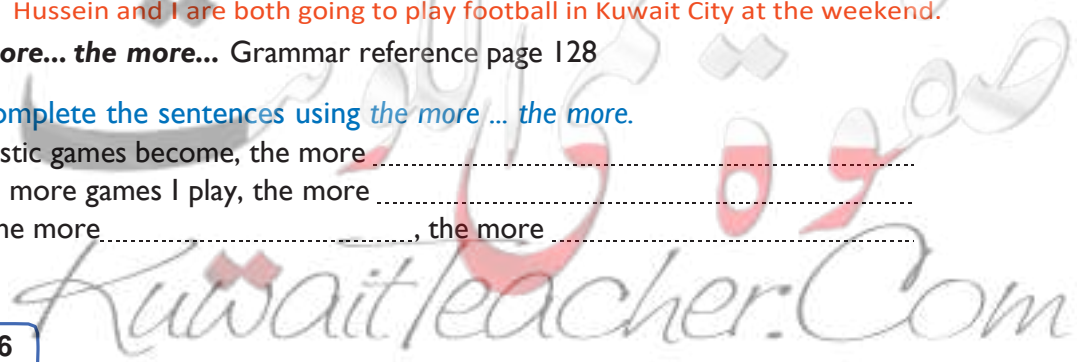 Hussein and I are both going to play football in Kuwait City at the weekend.
ore... the more... Grammar reference page 128
omplete the sentences using the more ... the more.
stic games become, the more
more games I play, the more
he more , the more
KuwaitTeacher.Com
6